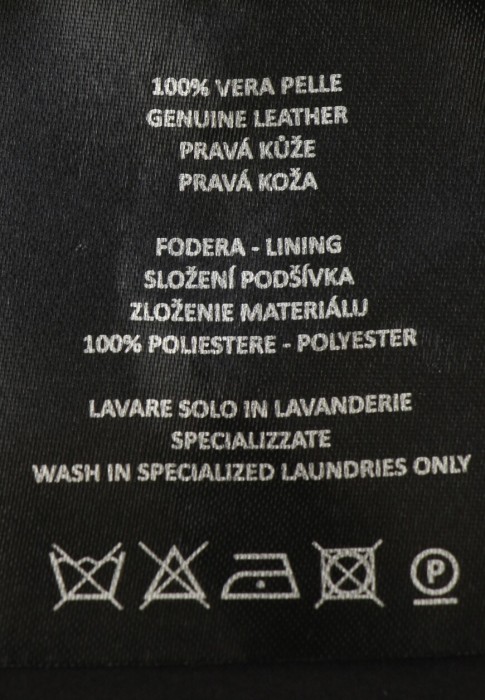 100% VERA PELLE
GENUINE LEATHER
PRAVÁ KŮŽE
PRAVÁ KOŽA
FODERA - LINING
SLOŽENÍ PODŠÍVKA
ZLOŽENIE MATERIÁLU
100% POLIESTERE - POLYESTER
LAVARE SOLO IN LAVANDERIE
SPECIALIZZATE
WASH IN SPECIALIZED LAUNDRIES ONLY
P